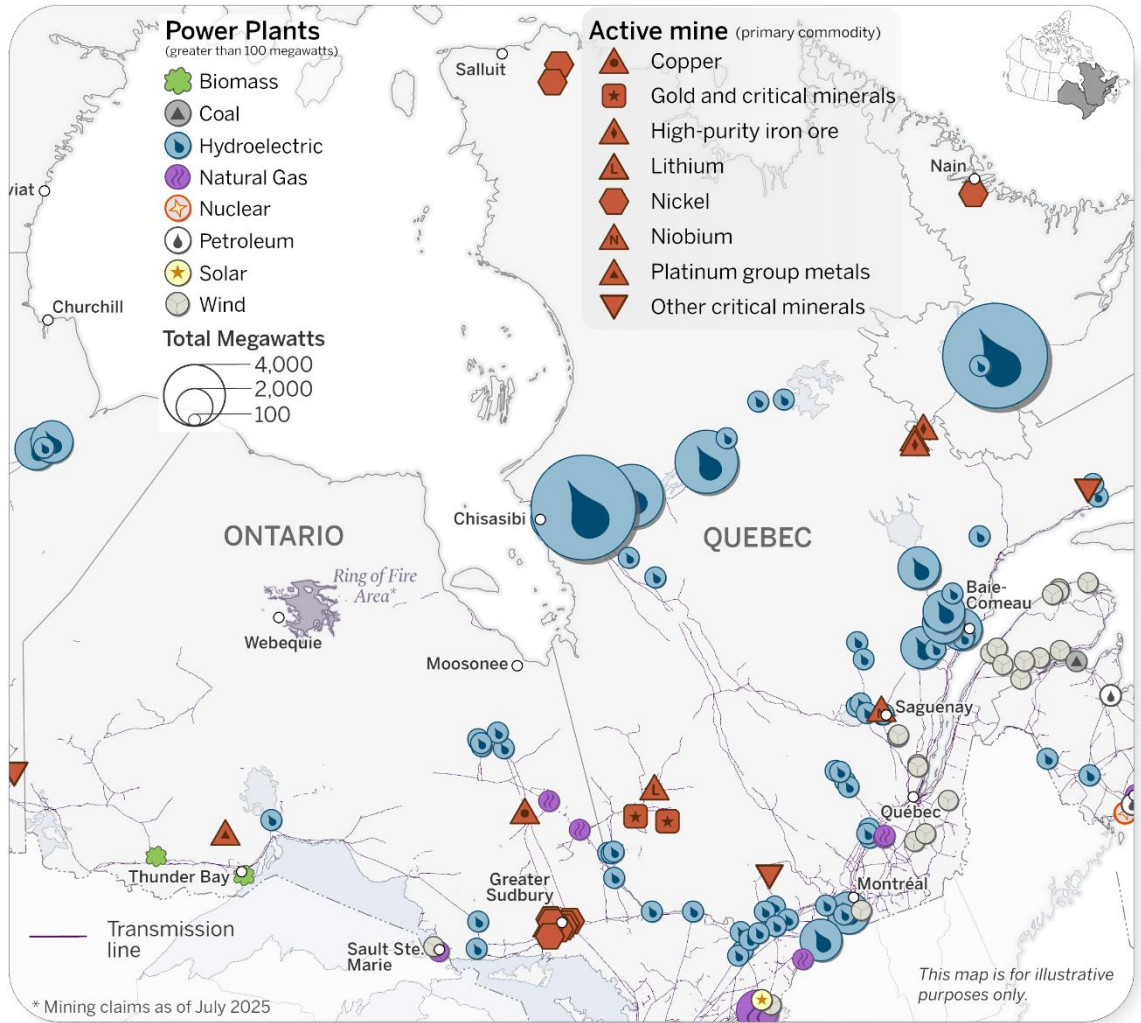 Power Plants
(greater than 100 megawatts)
Biomass
Coal
Hydroelectric
Natural Gas
Nuclear
Petroleum
Solar
Wind
Total Megawatts
4,000
2,000
100
Active mine (primary commodity)
Copper
Gold and critical minerals
High-purity iron ore
L
Lithium
Nickel
N
Niobium
Platinum group metals
Other critical minerals
Salluit
Nain
viat
Churchill
Chisasibi
ONTARIO
QUEBEC
Ring of Fire
Area*
Webequie
Baie-
Comeau
Moosonee
N
Saguenay
L
Québec
Thunder Bay
Greater
Sudbury
Montréal
Transmission
line
Sault Ste.
Marie
This map is for illustrative
purposes only.
* Mining claims as of July 2025